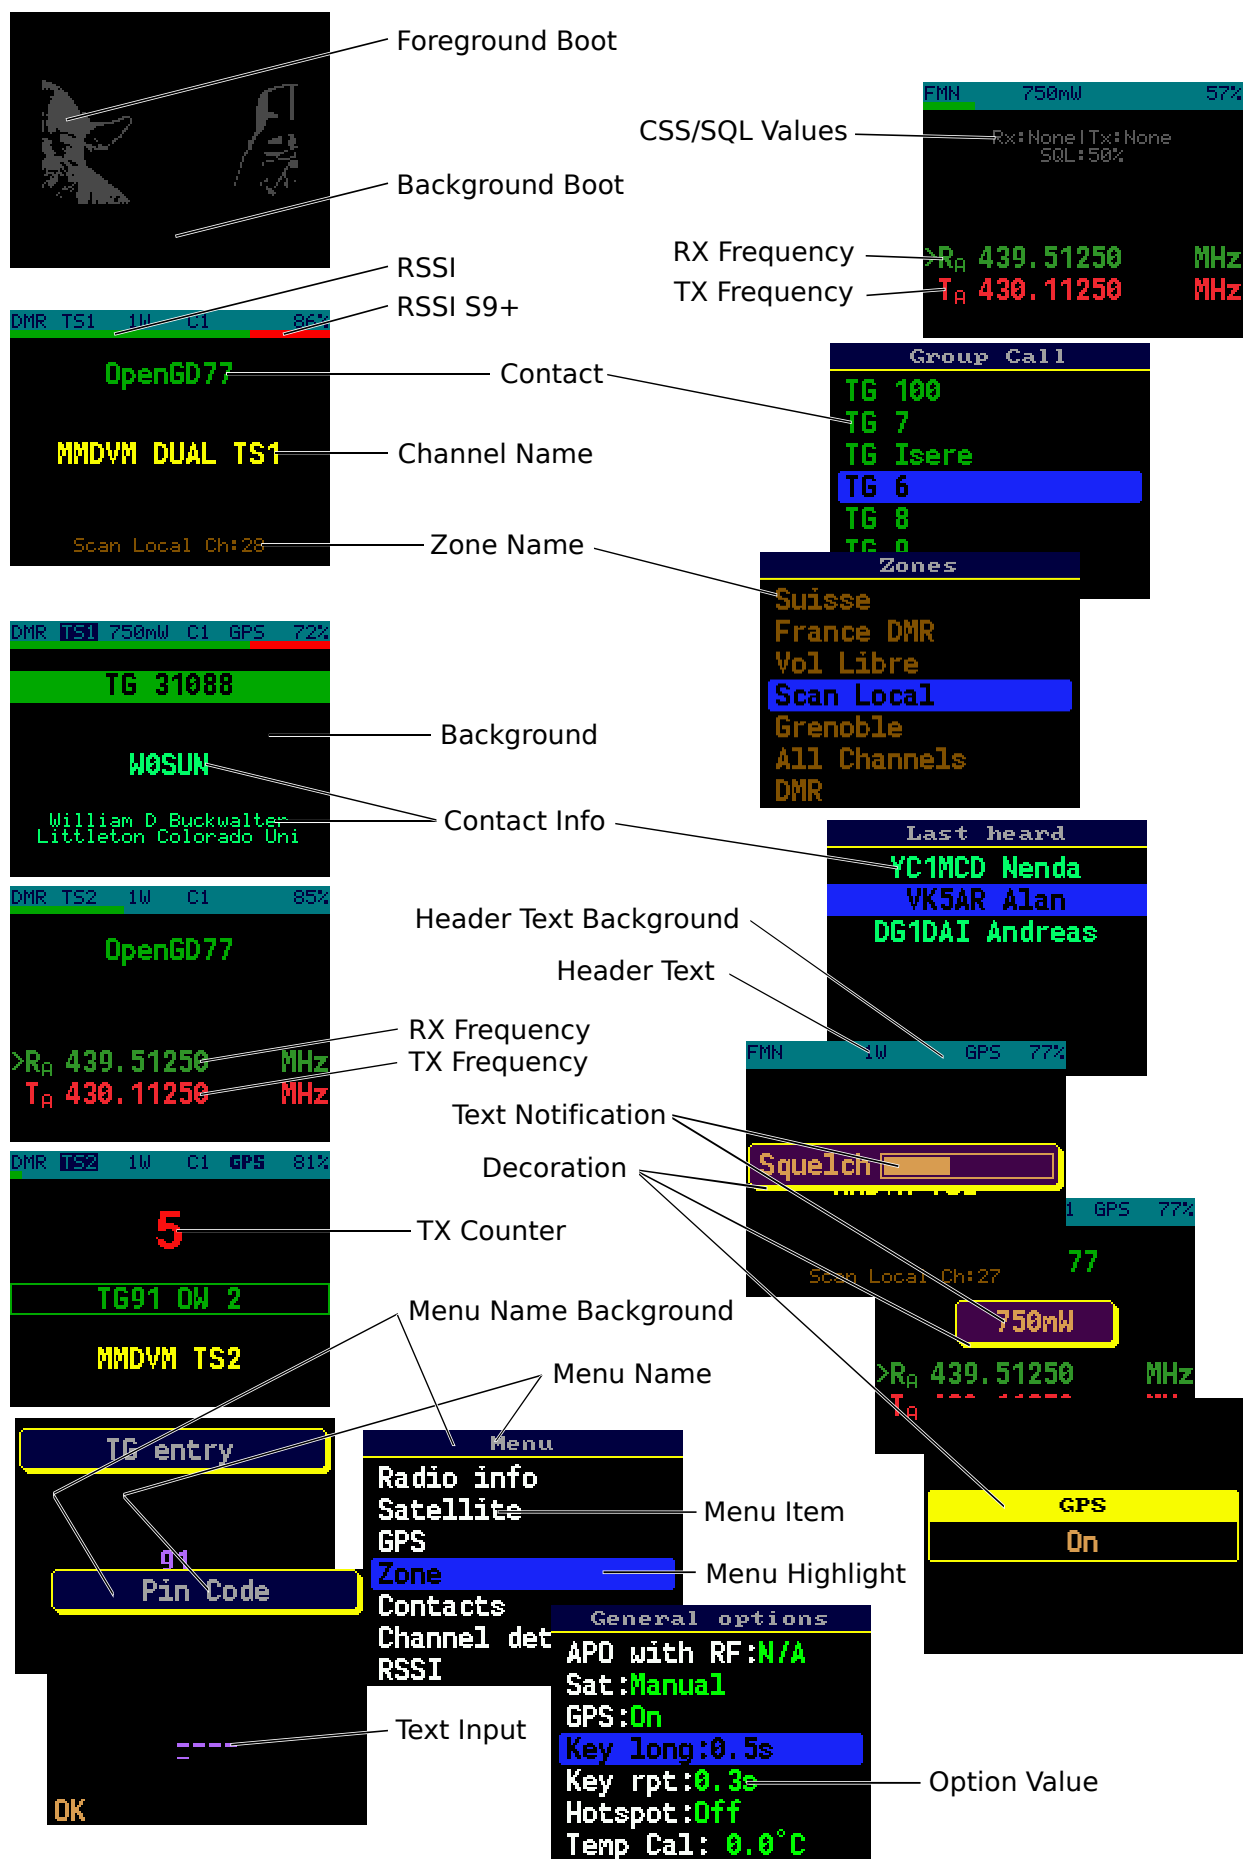 Foreground Boot
Background Boot
RSSI
RSSI S9+
DMR TS1 1W C1 86%
OpenGD77
Contact
MMDVM DUAL TS1
Channel Name
Scan Local Ch:28
Zone Name
FMN 750mW 57%
CSS/SQL Values
Rx:None|Tx:None
SQL:50%
RX Frequency
>RA 439.51250 MHz
TX Frequency
TA 430.11250 MHz
Group Call
TG 100
TG 7
TG Isere
TG 6
TG 8
Zones
Suisse
France DMR
Vol Libre
Scan Local
Grenoble
All Channels
DMR
DMR TS1 750mW C1 GPS 72%
TG 31088
Background
W0SUN
William D Buckwalter
Littleton Colorado Uni
Contact Info
Last heard
YC1MCD Nenda
VK5AR Alan
DG1DAI Andreas
DMR TS2 1W C1 85%
OpenGD77
Header Text Background
Header Text
RX Frequency
>RA 439.51250 MHz
TX Frequency
TA 430.11250 MHz
FMN 1W GPS 77%
Text Notification
Squelch
Decoration
Scan Local Ch:27
1 GPS 77%
77
750mW
>RA 439.51250 MHz
TA
GPS
On
DMR TS2 1W C1 GPS 81%
5
TX Counter
TG91 OW 2
MMDVM TS2
Menu Name Background
Menu Name
TG entry
91
Pin Code
Text Input
OK
Menu
Radio info
Satellite
Menu Item
GPS
Zone
Menu Highlight
Contacts
Channel det
RSSI
General options
APO with RF:N/A
Sat:Manual
GPS:On
Key long:0.5s
Key rpt:0.3s
Option Value
Hotspot:Off
Temp Cal: 0.0°C